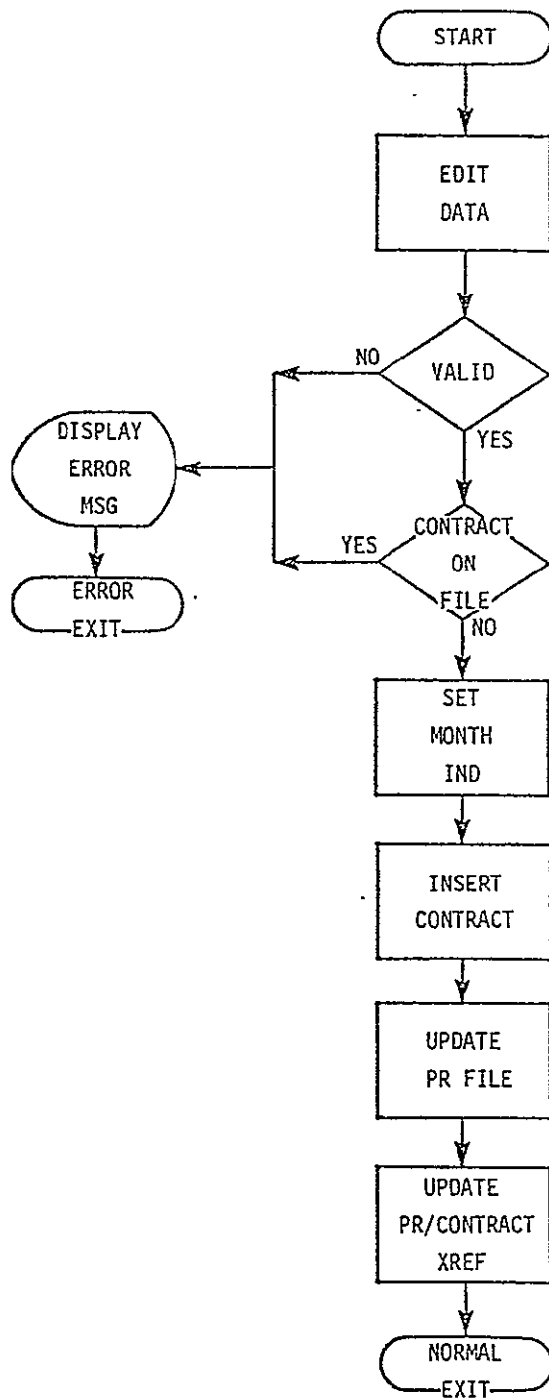 START
EDIT
DATA
NO
VALID
YES
DISPLAY
ERROR
MSG
YES
CONTRACT
ON
FILE
NO
ERROR
EXIT
SET
MONTH
IND
INSERT
CONTRACT
UPDATE
PR FILE
UPDATE
PR/CONTRACT
XREF
NORMAL
EXIT